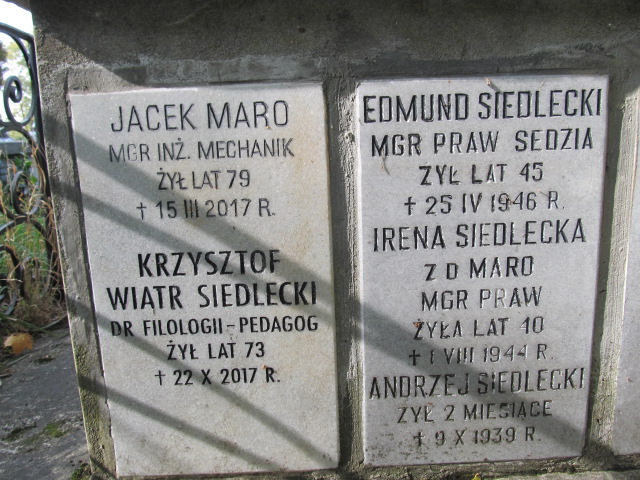 JACEK MARO
MGR INŻ. MECHANIK
ŻYŁ LAT 79
✝ 15 III 2017 R.
KRZYSZTOF
WIATR SIEDLECKI
DR FILOLOGII-PEDAGOG
ŻYŁ LAT 73
✝ 22 X 2017 R.
EDMUND SIEDLECKI
MGR PRAW SEDZIA
ŻYŁ LAT 45
✝ 25 IV 1946 R.
IRENA SIEDLECKA
Z D MARO
MGR PRAW
ŻYŁA LAT 40
✝ 1 VIII 1944 R.
ANDRZEJ SIEDLECKI
ŻYŁ 2 MIESIĄCE
✝ 9 X 1939 R.